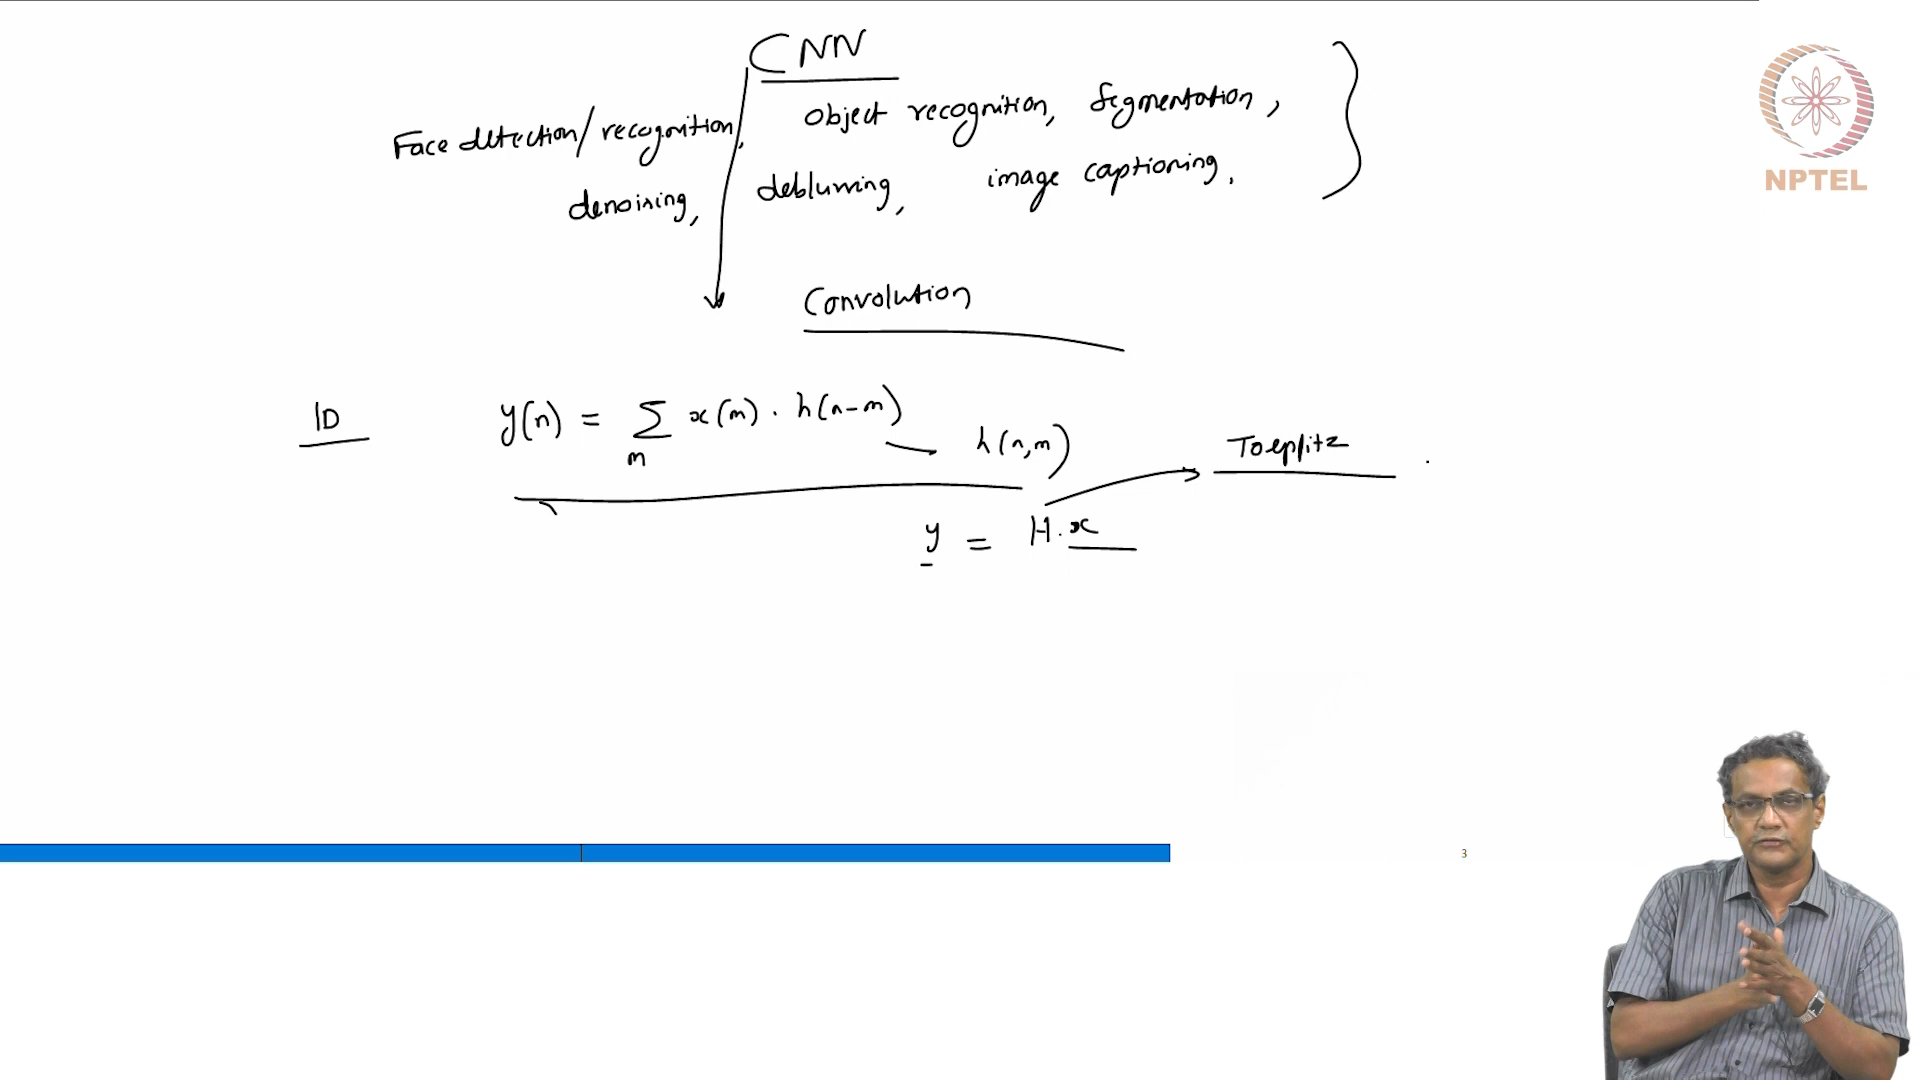 CNN
Face detection/recognition, object recognition, Segmentation,
denoising, deblurring, image captioning,
Convolution
1D y(n) = Σ x(m) · h(n-m)
m
h(n,m)
Toeplitz
y = H·x
NPTEL
3